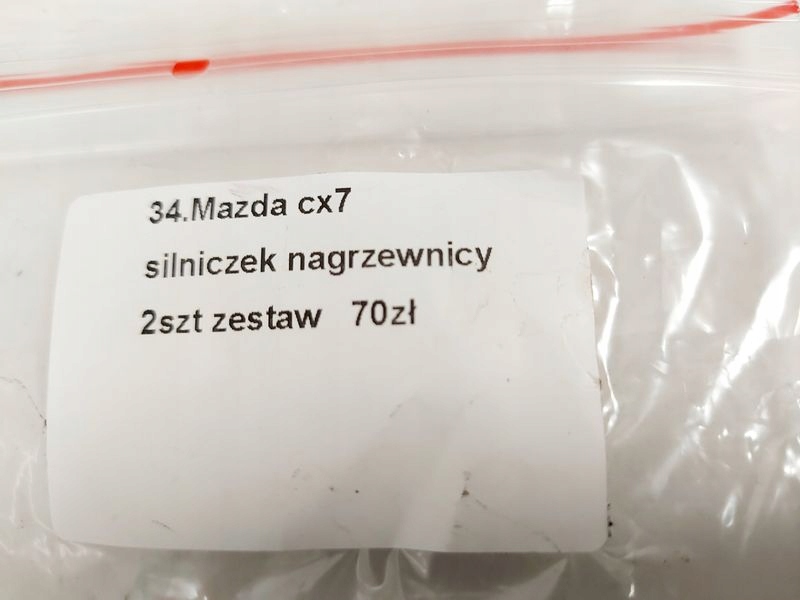 34.Mazda cx7
silniczek nagrzewnicy
2szt zestaw 70zł